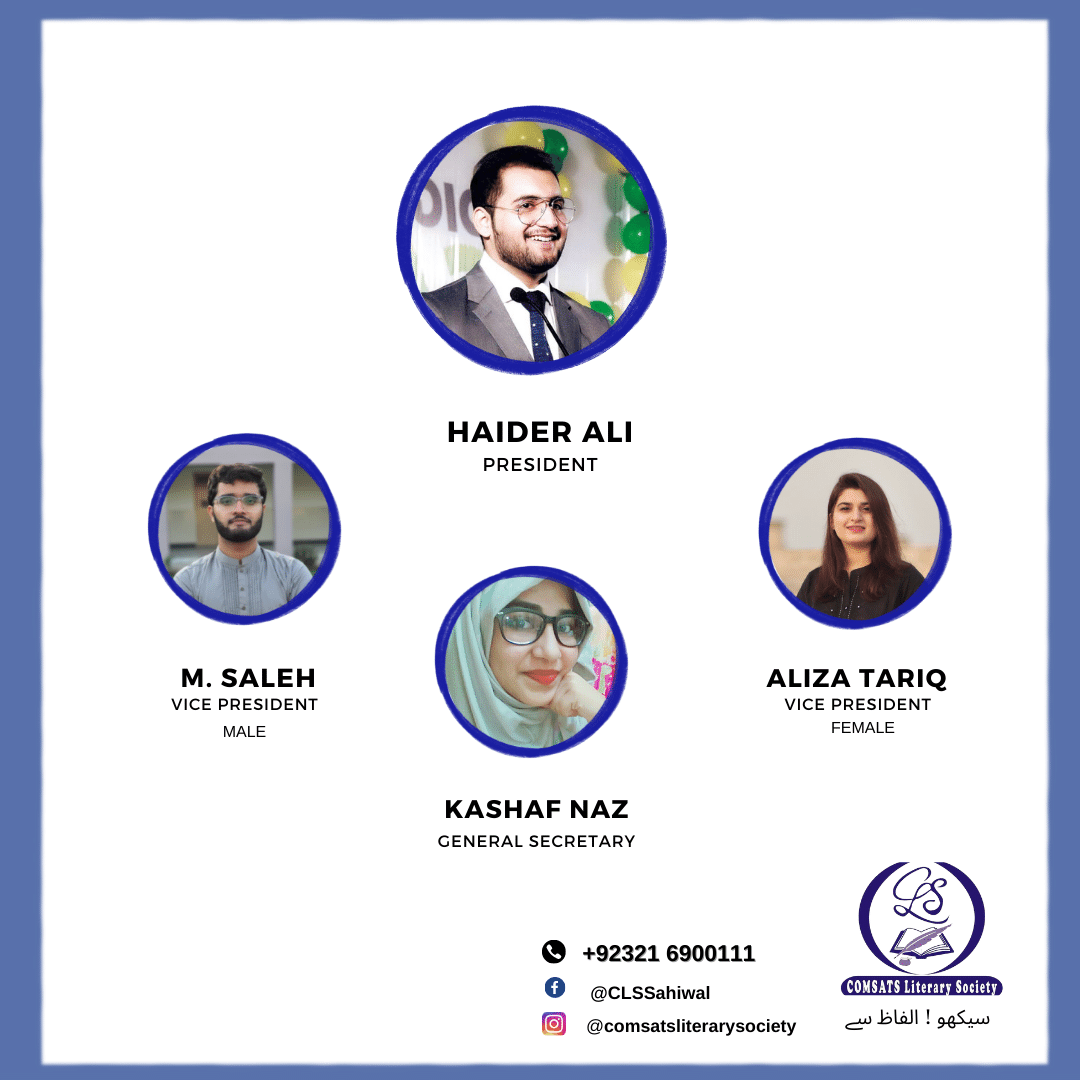 HAIDER ALI
PRESIDENT
M. SALEH
VICE PRESIDENT
MALE
ALIZA TARIQ
VICE PRESIDENT
FEMALE
KASHAF NAZ
GENERAL SECRETARY
+92321 6900111
@CLSSahiwal
@comsatsliterarysociety
CLS
COMSATS Literary Society
سیکھو ! الفاظ سے